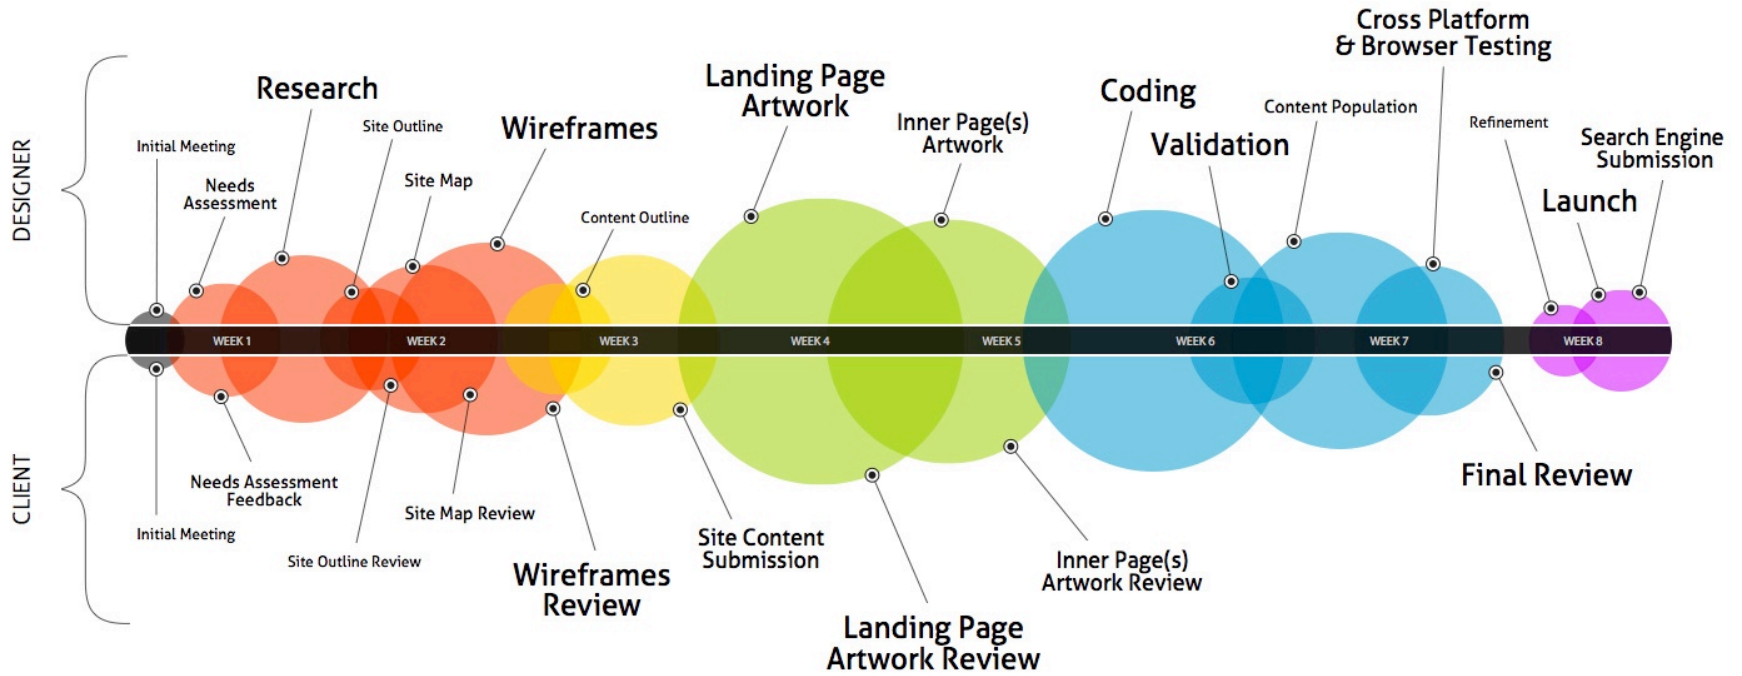 DESIGNER
Initial Meeting
Needs
Assessment
Research
Site Outline
Site Map
Wireframes
Content Outline
Landing Page
Artwork
Inner Page(s)
Artwork
Coding
Validation
Content Population
Cross Platform
& Browser Testing
Refinement
Launch
Search Engine
Submission
WEEK 1
WEEK 2
WEEK 3
WEEK 4
WEEK 5
WEEK 6
WEEK 7
WEEK 8
CLIENT
Initial Meeting
Needs Assessment
Feedback
Site Outline Review
Site Map Review
Wireframes
Review
Site Content
Submission
Landing Page
Artwork Review
Inner Page(s)
Artwork Review
Final Review